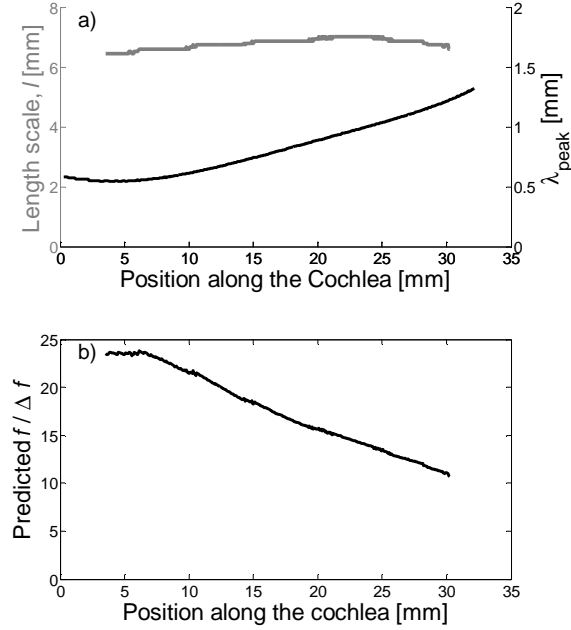 a)
8
6
4
2
0
Length scale, l [mm]
2
1.5
1
0.5
0
λpeak [mm]
0 5 10 15 20 25 30 35
Position along the Cochlea [mm]
b)
25
20
15
10
5
0
Predicted f / Δ f
0 5 10 15 20 25 30 35
Position along the cochlea [mm]